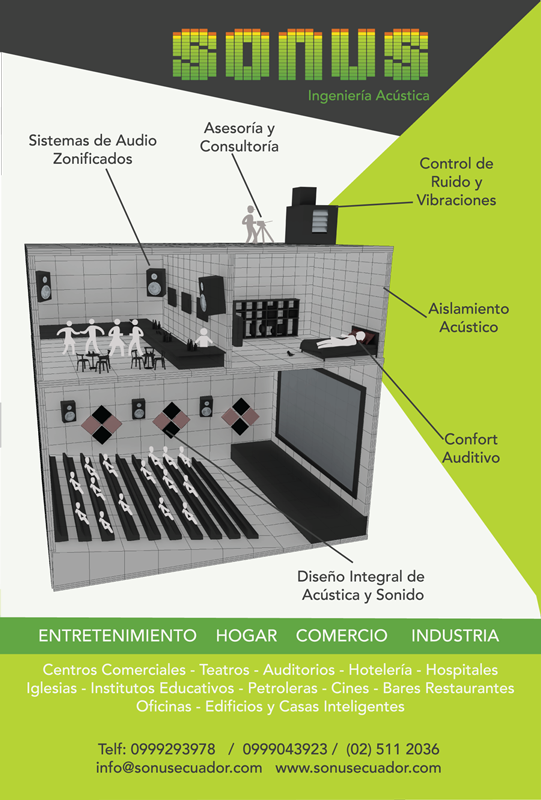 SONUS
Ingeniería Acústica
Sistemas de Audio
Zonificados
Asesoría y
Consultoría
Control de
Ruido y
Vibraciones
Aislamiento
Acústico
Confort
Auditivo
Diseño Integral de
Acústica y Sonido
ENTRETENIMIENTO HOGAR COMERCIO INDUSTRIA
Centros Comerciales - Teatros - Auditorios - Hotelería - Hospitales
Iglesias - Institutos Educativos - Petroleras - Cines - Bares Restaurantes
Oficinas - Edificios y Casas Inteligentes
Telf: 0999293978 / 0999043923 / (02) 511 2036
info@sonusecuador.com www.sonusecuador.com